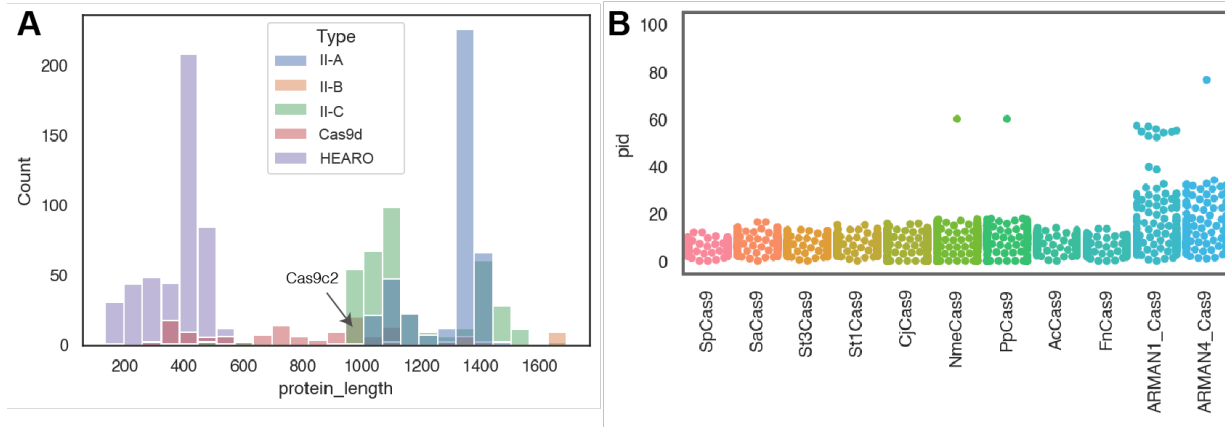 A
Type
II-A
II-B
II-C
Cas9d
HEARO
Count
200
150
100
50
0
Cas9c2
200 400 600 800 1000 1200 1400 1600
protein_length
B
100
80
60
40
20
0
pid
SpCas9
SaCas9
St3Cas9
St1Cas9
CjCas9
NmeCas9
PpCas9
AcCas9
FnCas9
ARMAN1_Cas9
ARMAN4_Cas9